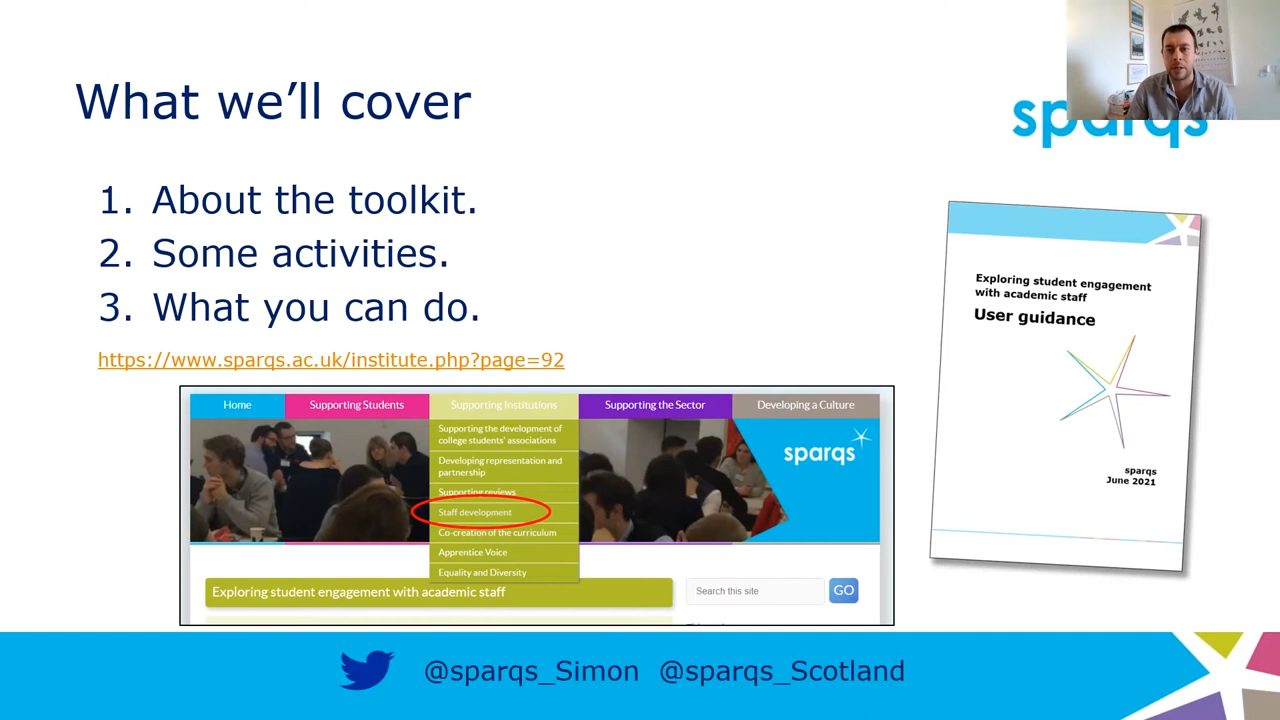 What we'll cover
sparqs
1. About the toolkit.
2. Some activities.
3. What you can do.
https://www.sparqs.ac.uk/institute.php?page=92
Home
Supporting Students
Supporting Institutions
Supporting the Sector
Developing a Culture
Supporting the development of
college students' associations
Developing representation and
partnership
Supporting reviews
Staff development
Co-creation of the curriculum
Apprentice Voice
Equality and Diversity
sparqs
Exploring student engagement with academic staff
Search this site
GO
Exploring student engagement
with academic staff
User guidance
sparqs
June 2021
@sparqs_Simon @sparqs_Scotland